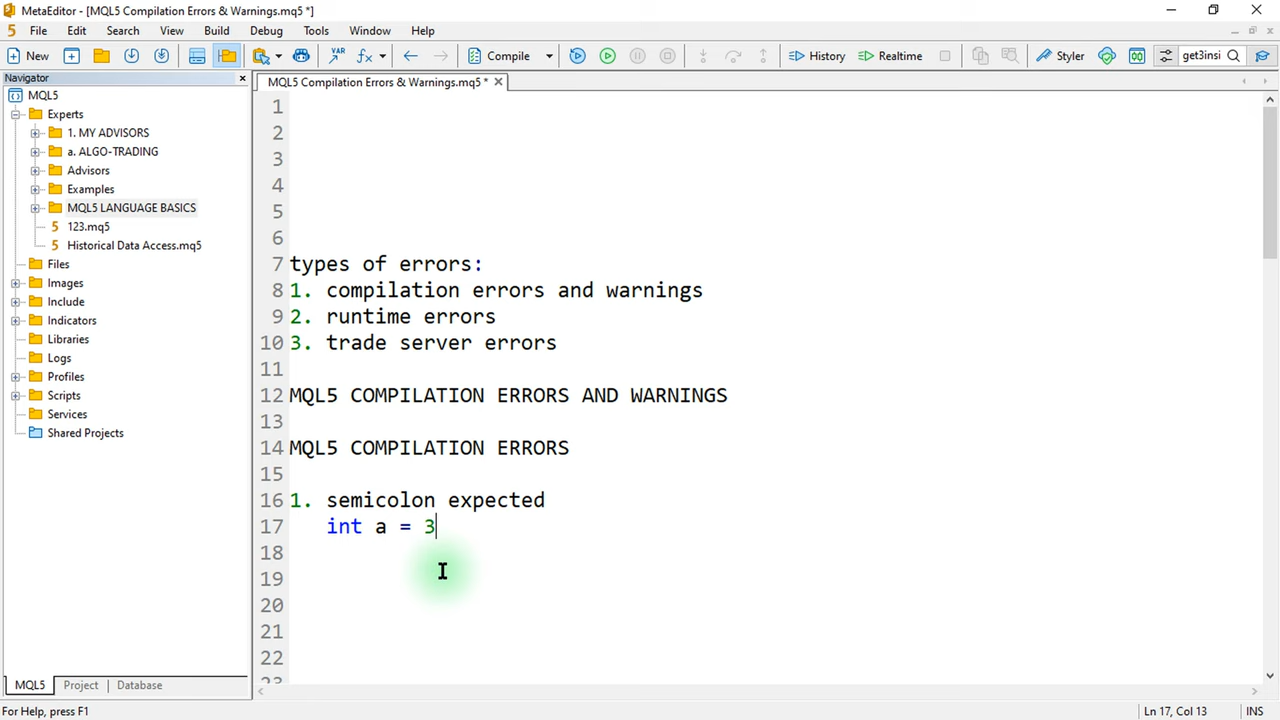 MetaEditor - [MQL5 Compilation Errors & Warnings.mq5 *]
5 File Edit Search View Build Debug Tools Window Help
New Compile History Realtime Styler get3insi
VAR fx
Navigator
MQL5 Compilation Errors & Warnings.mq5 *
MQL5
Experts
1. MY ADVISORS
a. ALGO-TRADING
Advisors
Examples
MQL5 LANGUAGE BASICS
5 123.mq5
5 Historical Data Access.mq5
Files
Images
Include
Indicators
Libraries
Logs
Profiles
Scripts
Services
Shared Projects
1
2
3
4
5
6
7 types of errors:
8 1. compilation errors and warnings
9 2. runtime errors
10 3. trade server errors
11
12 MQL5 COMPILATION ERRORS AND WARNINGS
13
14 MQL5 COMPILATION ERRORS
15
16 1. semicolon expected
17 int a = 3
18
19
20
21
22
23
MQL5 Project Database
For Help, press F1 Ln 17, Col 13 INS